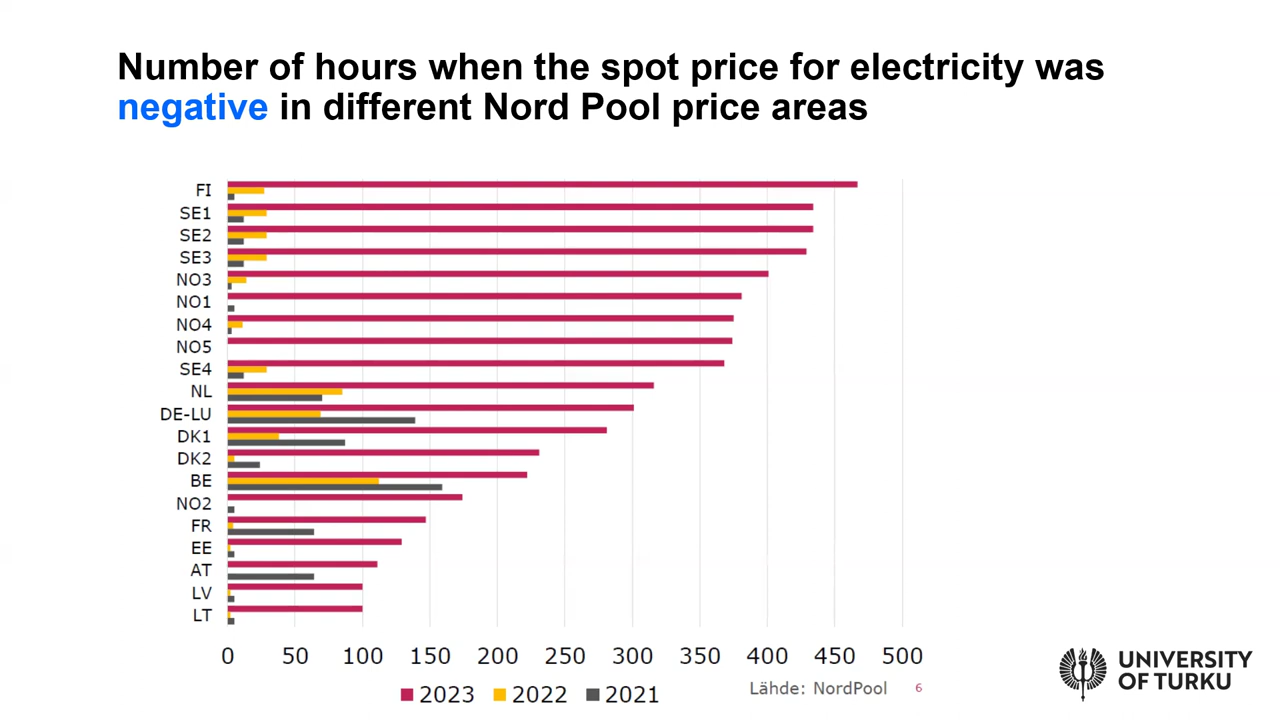 Number of hours when the spot price for electricity was
negative in different Nord Pool price areas
FI
SE1
SE2
SE3
NO3
NO1
NO4
NO5
SE4
NL
DE-LU
DK1
DK2
BE
NO2
FR
EE
AT
LV
LT
0 50 100 150 200 250 300 350 400 450 500
2023 2022 2021
Lähde: NordPool 6
UNIVERSITY
OF TURKU